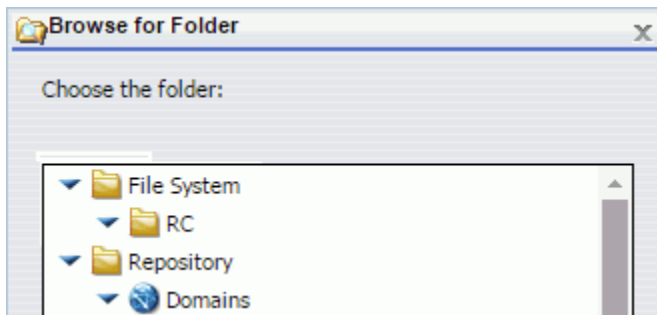 Browse for Folder
Choose the folder:
File System
RC
Repository
Domains